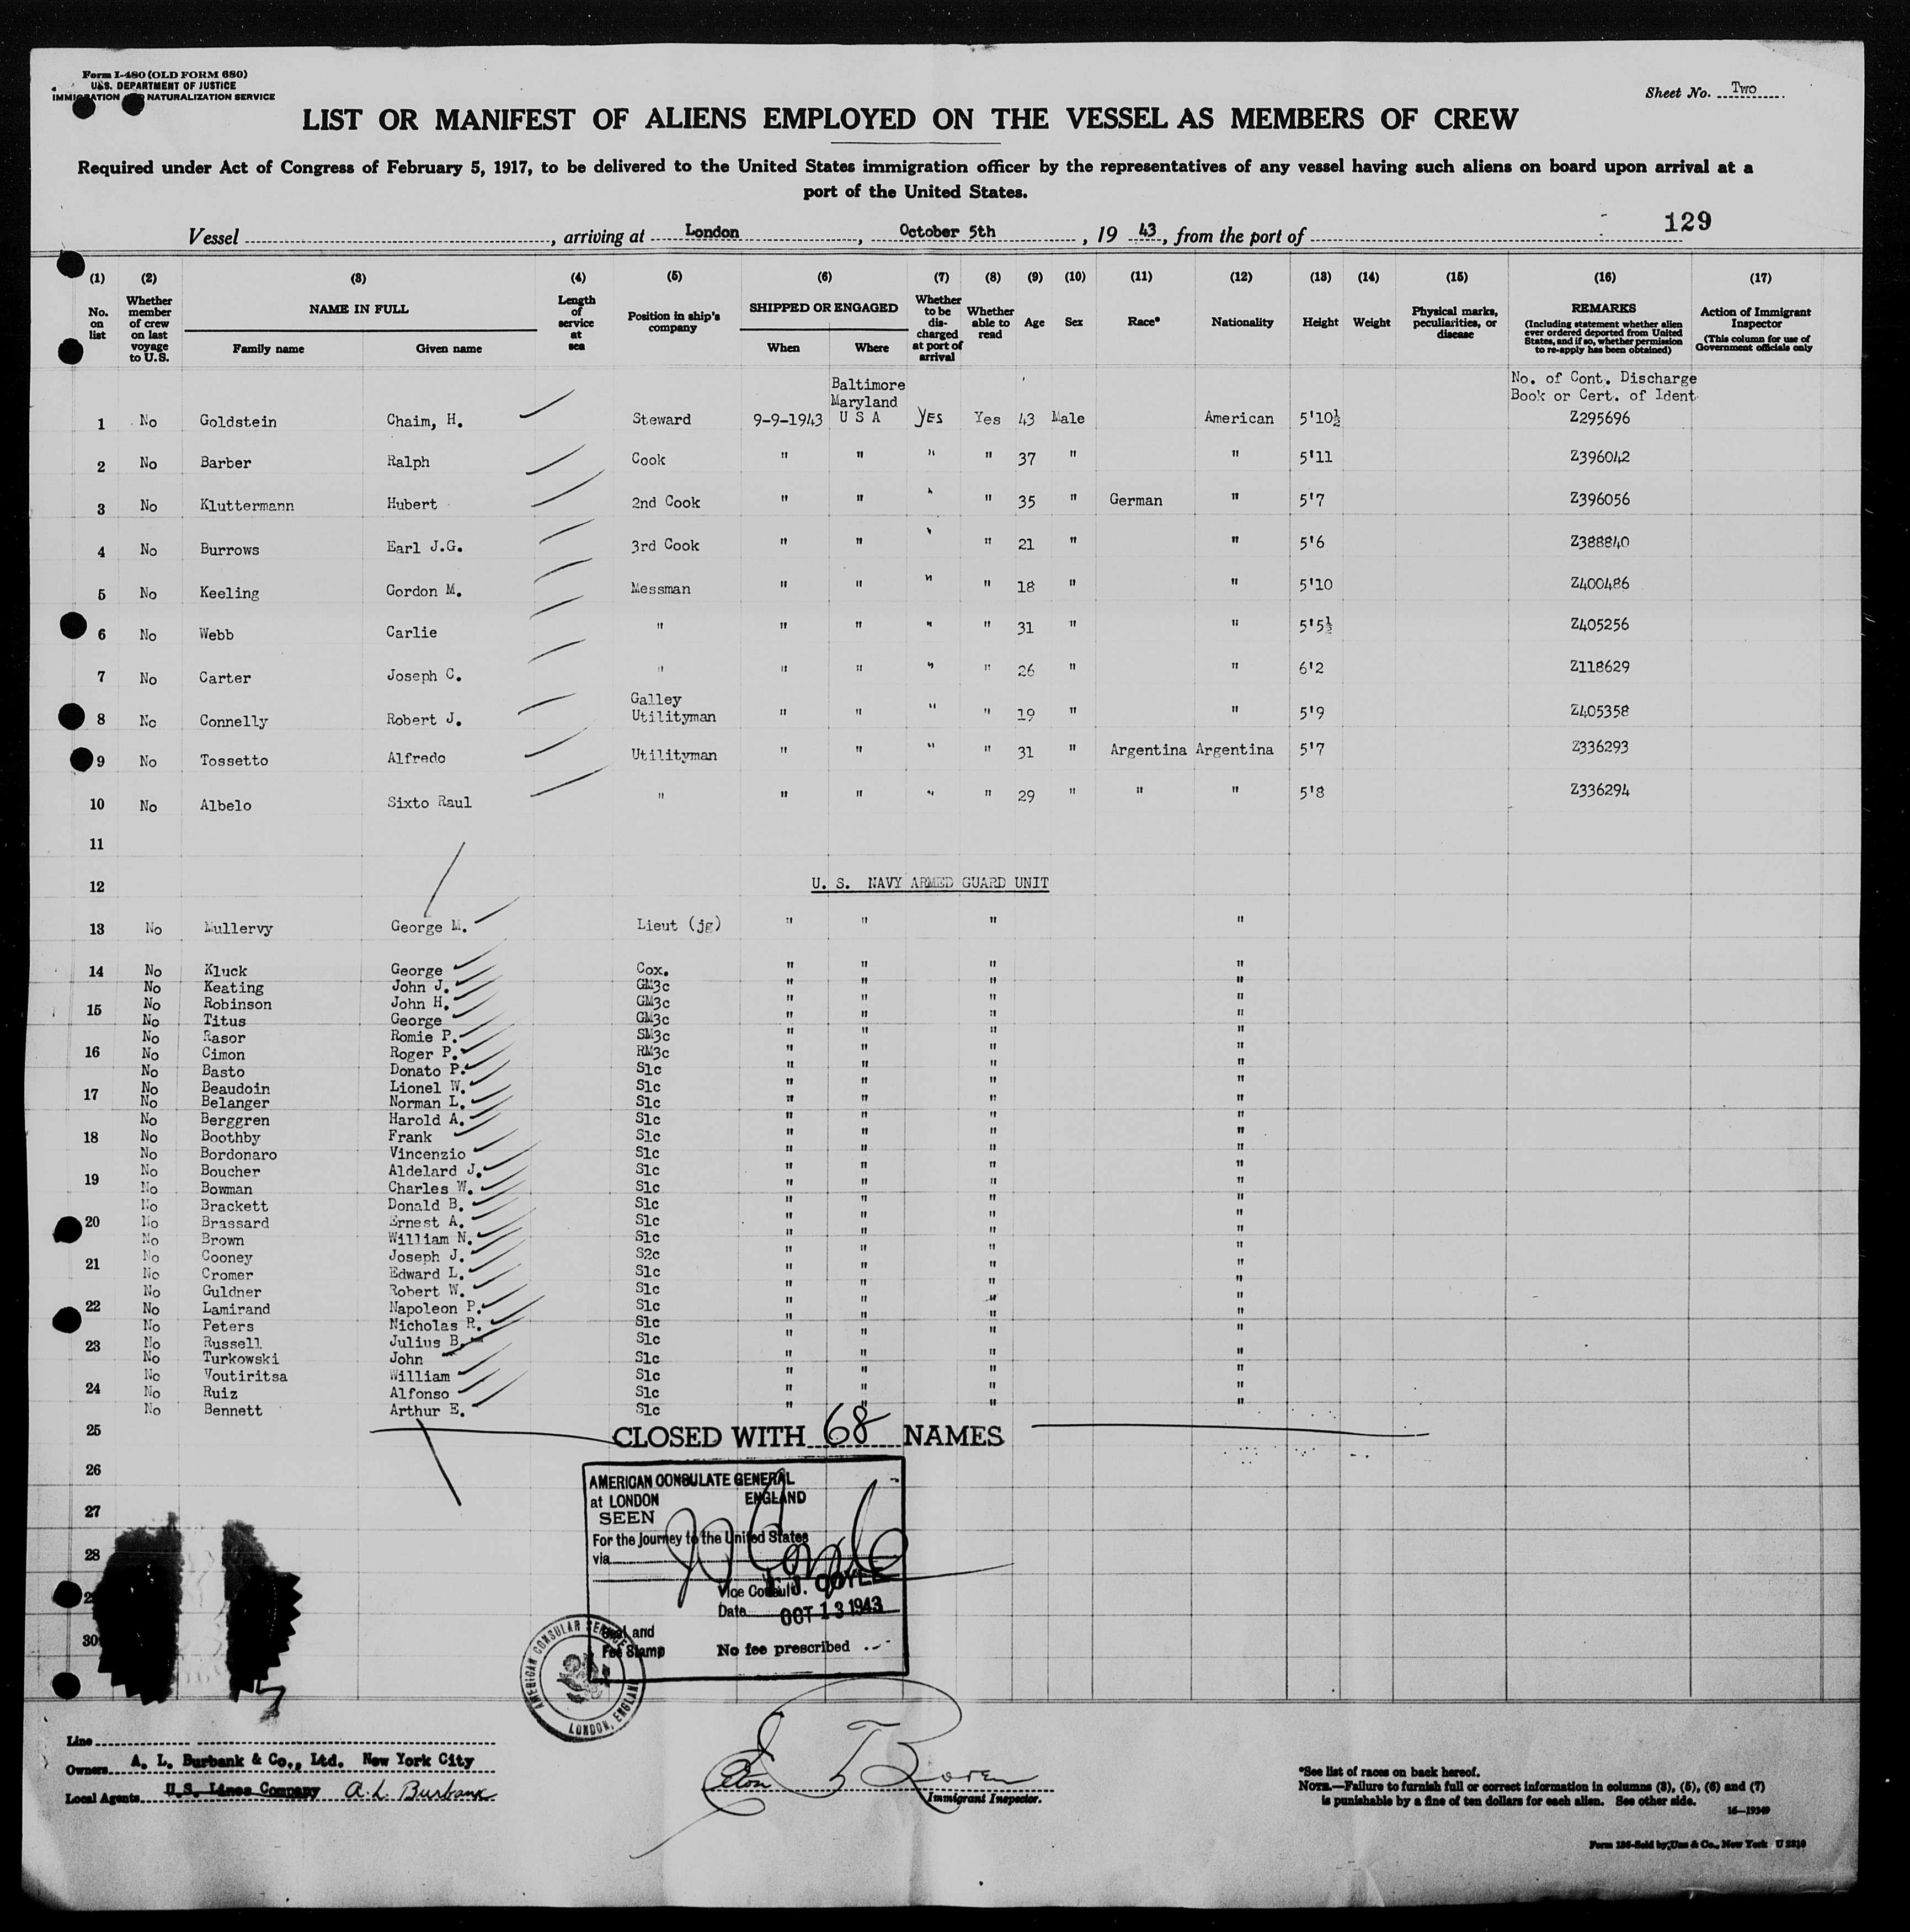 Form I-480 (OLD FORM 680)
U.S. DEPARTMENT OF JUSTICE
IMMIGRATION AND NATURALIZATION SERVICE
Sheet No. Two
LIST OR MANIFEST OF ALIENS EMPLOYED ON THE VESSEL AS MEMBERS OF CREW
Required under Act of Congress of February 5, 1917, to be delivered to the United States immigration officer by the representatives of any vessel having such aliens on board upon arrival at a
port of the United States.
129
Vessel , arriving at London , October 5th , 19 43, from the port of
(1) (2) (3) (4) (5) (6) (7) (8) (9) (10) (11) (12) (13) (14) (15) (16) (17)
No. on list
Whether member of crew on last voyage to U.S.
NAME IN FULL
Family name Given name
Length of service at sea
Position in ship's company
SHIPPED OR ENGAGED
When Where
Whether to be discharged at port of arrival
Whether able to read
Age
Sex
Race*
Nationality
Height
Weight
Physical marks, peculiarities, or disease
REMARKS
(Including statement whether alien ever ordered deported from United States, and if so, whether permission to re-apply has been obtained)
Action of Immigrant Inspector
(This column for use of Government officials only
No. of Cont. Discharge
Book or Cert. of Ident.
Baltimore
Maryland
1 No Goldstein Chaim, H. Steward 9-9-1943 U S A YES Yes 43 Male American 5'10½ Z295696
2 No Barber Ralph Cook " " " " 37 " " 5'11 Z396042
3 No Kluttermann Hubert 2nd Cook " " " " 35 " German " 5'7 Z396056
4 No Burrows Earl J.G. 3rd Cook " " " " 21 " " 5'6 Z388840
5 No Keeling Gordon M. Messman " " " " 18 " " 5'10 Z400486
6 No Webb Carlie " " " " " 31 " " 5'5½ Z405256
7 No Carter Joseph C. " " " " " 26 " " 6'2 Z118629
Galley
8 No Connelly Robert J. Utilityman " " " " 19 " " 5'9 Z405358
9 No Tossetto Alfredo Utilityman " " " " 31 " Argentina Argentina 5'7 Z336293
10 No Albelo Sixto Raul " " " " " 29 " " " 5'8 Z336294
11
12 U. S. NAVY ARMED GUARD UNIT
13 No Mullervy George M. Lieut (jg) " " " "
14 No Kluck George Cox. " " " "
No Keating John J. GM3c " " " "
15 No Robinson John H. GM3c " " " "
No Titus George GM3c " " " "
No Rasor Romie P. SM3c " " " "
16 No Cimon Roger P. RM3c " " " "
No Basto Donato P. S1c " " " "
17 No Beaudoin Lionel W. S1c " " " "
No Belanger Norman L. S1c " " " "
No Berggren Harold A. S1c " " " "
18 No Boothby Frank S1c " " " "
No Bordonaro Vincenzio S1c " " " "
19 No Boucher Aldelard J. S1c " " " "
No Bowman Charles W. S1c " " " "
No Brackett Donald B. S1c " " " "
20 No Brassard Ernest A. S1c " " " "
No Brown William N. S1c " " " "
21 No Cooney Joseph J. S2c " " " "
No Cromer Edward L. S1c " " " "
No Guldner Robert W. S1c " " " "
22 No Lamirand Napoleon P. S1c " " " "
No Peters Nicholas R. S1c " " " "
23 No Russell Julius B. S1c " " " "
No Turkowski John S1c " " " "
No Voutiritsa William S1c " " " "
24 No Ruiz Alfonso S1c " " " "
No Bennett Arthur E. S1c " " " "
25 CLOSED WITH 68 NAMES
26
27
28
30
AMERICAN CONSULATE GENERAL
at LONDON ENGLAND
SEEN
For the journey to the United States
via
Vice Consul J. COYLE
Date OCT 13 1943
Seal and
Fee Stamp No fee prescribed
AMERICAN CONSULAR SERVICE
LONDON, ENGLAND
Line
Owners A. L. Burbank & Co., Ltd. New York City
Local Agents U.S. Lines Company A. L. Burbank
Immigrant Inspector.
*See list of races on back hereof.
NOTE.—Failure to furnish full or correct information in columns (3), (5), (6) and (7)
is punishable by a fine of ten dollars for each alien. See other side.
16—19349
Form 186-Sold by Unz & Co., New York U 2210